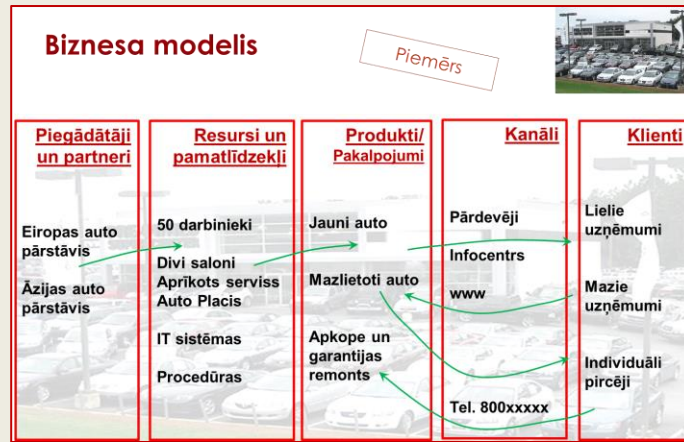 Biznesa modelis
Piemērs
Piegādātāji
un partneri
Eiropas auto
pārstāvis
Āzijas auto
pārstāvis
Resursi un
pamatlīdzekļi
50 darbinieki
Divi saloni
Aprīkots serviss
Auto Placis
IT sistēmas
Procedūras
Produkti/
Pakalpojumi
Jauni auto
Mazlietoti auto
Apkope un
garantijas
remonts
Kanāli
Pārdevēji
Infocentrs
www
Tel. 800xxxxx
Klienti
Lielie
uzņēmumi
Mazie
uzņēmumi
Individuāli
pircēji